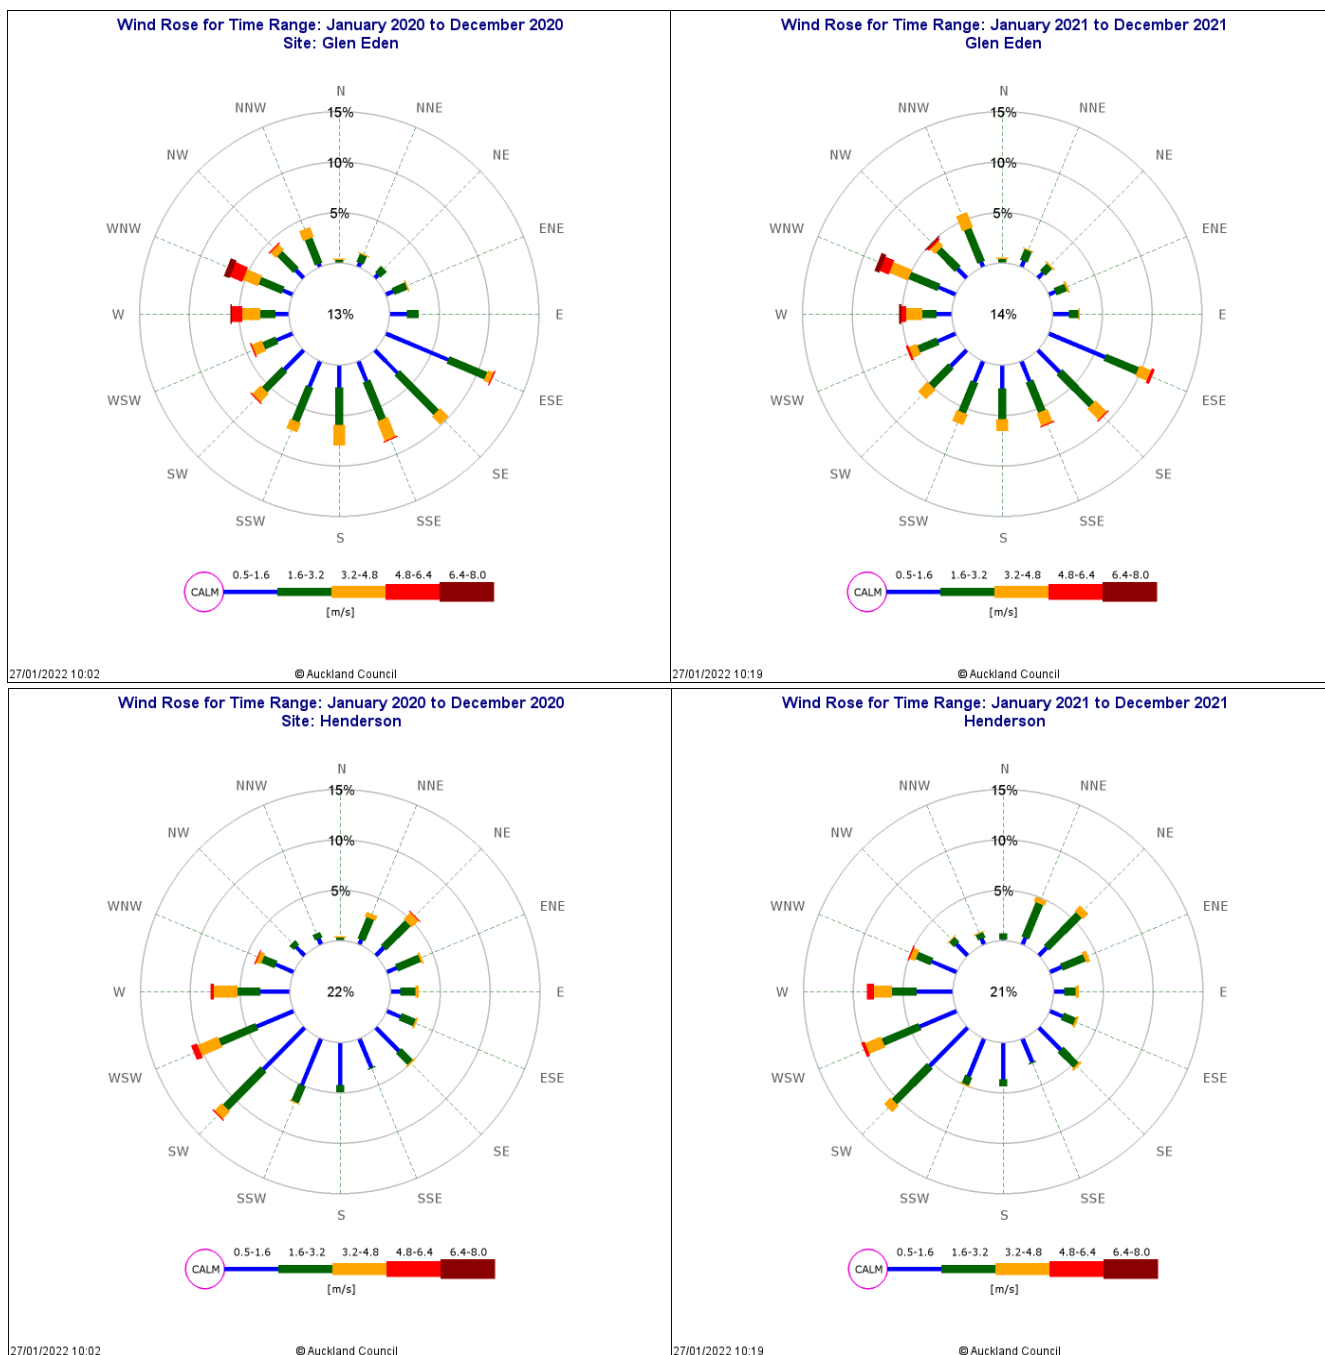 Wind Rose for Time Range: January 2020 to December 2020
Site: Glen Eden
N
NNE
NE
ENE
E
ESE
SE
SSE
S
SSW
SW
WSW
W
WNW
NW
NNW
15%
10%
5%
13%
CALM 0.5-1.6 1.6-3.2 3.2-4.8 4.8-6.4 6.4-8.0
[m/s]
27/01/2022 10:02 © Auckland Council
Wind Rose for Time Range: January 2021 to December 2021
Glen Eden
N
NNE
NE
ENE
E
ESE
SE
SSE
S
SSW
SW
WSW
W
WNW
NW
NNW
15%
10%
5%
14%
CALM 0.5-1.6 1.6-3.2 3.2-4.8 4.8-6.4 6.4-8.0
[m/s]
27/01/2022 10:19 © Auckland Council
Wind Rose for Time Range: January 2020 to December 2020
Site: Henderson
N
NNE
NE
ENE
E
ESE
SE
SSE
S
SSW
SW
WSW
W
WNW
NW
NNW
15%
10%
5%
22%
CALM 0.5-1.6 1.6-3.2 3.2-4.8 4.8-6.4 6.4-8.0
[m/s]
27/01/2022 10:02 © Auckland Council
Wind Rose for Time Range: January 2021 to December 2021
Henderson
N
NNE
NE
ENE
E
ESE
SE
SSE
S
SSW
SW
WSW
W
WNW
NW
NNW
15%
10%
5%
21%
CALM 0.5-1.6 1.6-3.2 3.2-4.8 4.8-6.4 6.4-8.0
[m/s]
27/01/2022 10:19 © Auckland Council